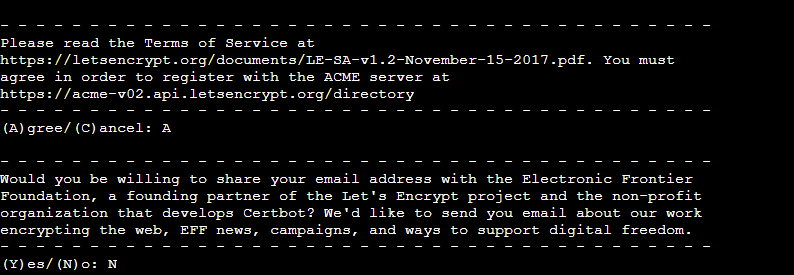 - - - - - - - - - - - - - - - - - - - - - - - - - - - - - - - - - - - - - - - -
Please read the Terms of Service at
https://letsencrypt.org/documents/LE-SA-v1.2-November-15-2017.pdf. You must
agree in order to register with the ACME server at
https://acme-v02.api.letsencrypt.org/directory
- - - - - - - - - - - - - - - - - - - - - - - - - - - - - - - - - - - - - - - -
(A)gree/(C)ancel: A
- - - - - - - - - - - - - - - - - - - - - - - - - - - - - - - - - - - - - - - -
Would you be willing to share your email address with the Electronic Frontier
Foundation, a founding partner of the Let's Encrypt project and the non-profit
organization that develops Certbot? We'd like to send you email about our work
encrypting the web, EFF news, campaigns, and ways to support digital freedom.
- - - - - - - - - - - - - - - - - - - - - - - - - - - - - - - - - - - - - - - -
(Y)es/(N)o: N